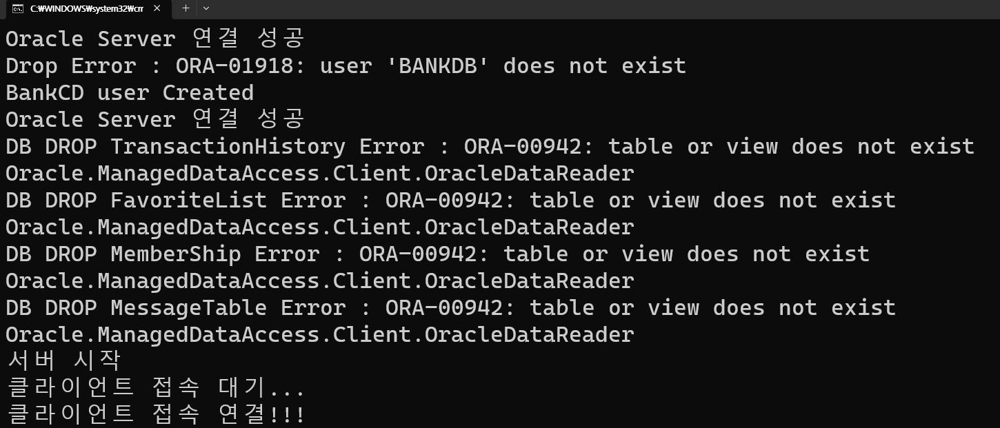 C:₩WINDOWS₩system32₩cm
Oracle Server 연결 성공
Drop Error : ORA-01918: user 'BANKDB' does not exist
BankCD user Created
Oracle Server 연결 성공
DB DROP TransactionHistory Error : ORA-00942: table or view does not exist
Oracle.ManagedDataAccess.Client.OracleDataReader
DB DROP FavoriteList Error : ORA-00942: table or view does not exist
Oracle.ManagedDataAccess.Client.OracleDataReader
DB DROP MemberShip Error : ORA-00942: table or view does not exist
Oracle.ManagedDataAccess.Client.OracleDataReader
DB DROP MessageTable Error : ORA-00942: table or view does not exist
Oracle.ManagedDataAccess.Client.OracleDataReader
서버 시작
클라이언트 접속 대기...
클라이언트 접속 연결!!!